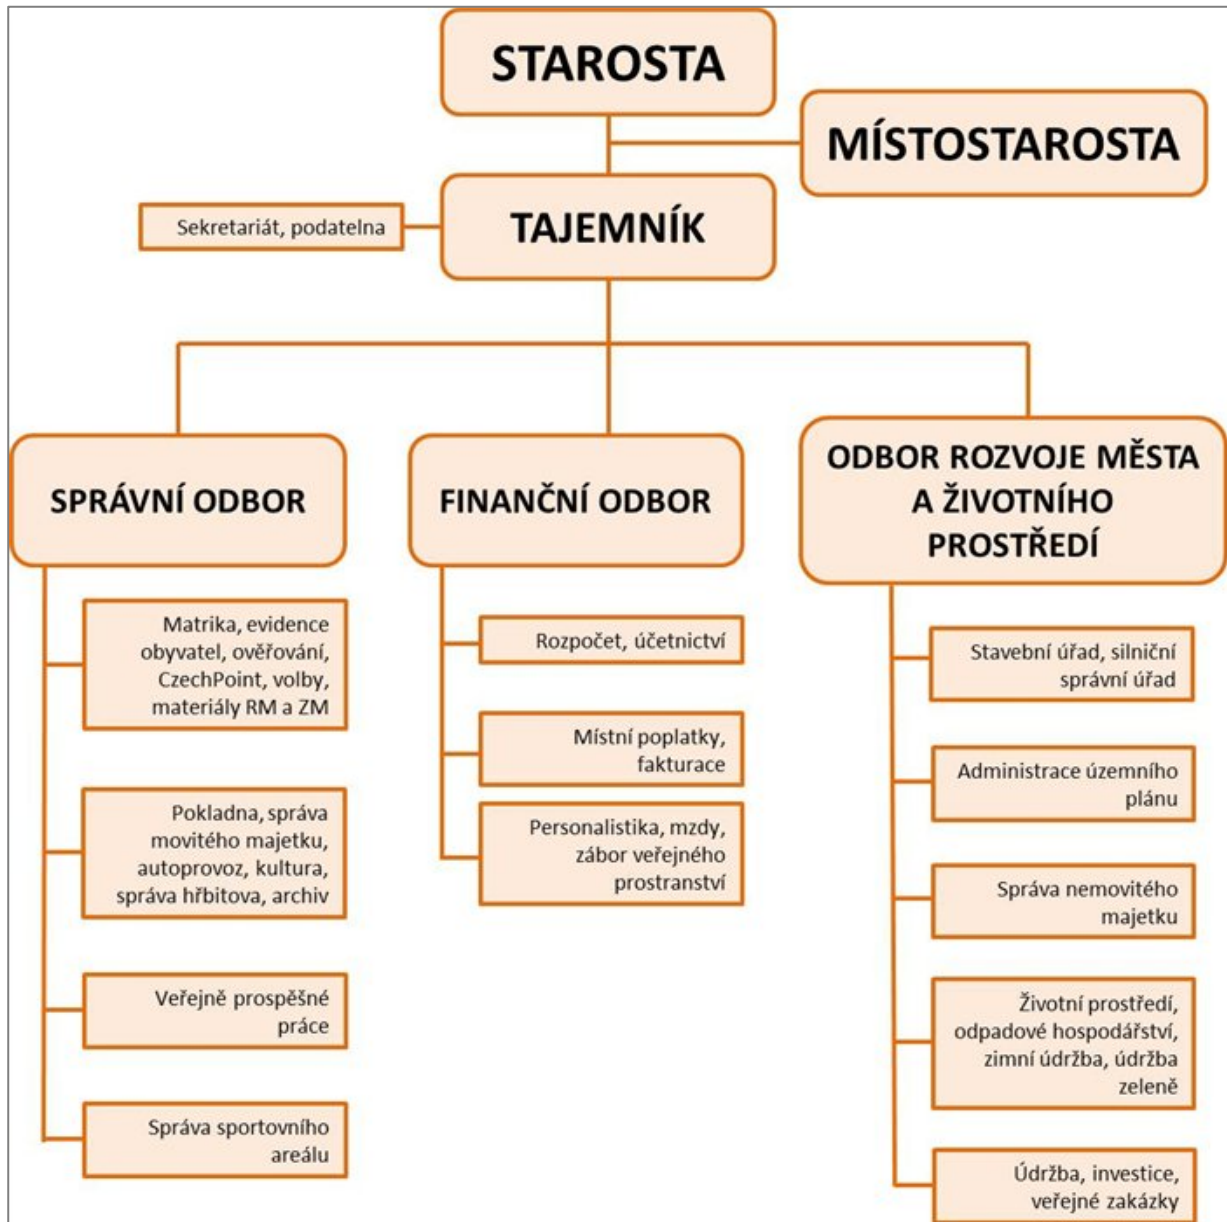 STAROSTA
MÍSTOSTAROSTA
TAJEMNÍK
Sekretariát, podatelna
SPRÁVNÍ ODBOR
Matrika, evidence
obyvatel, ověřování,
CzechPoint, volby,
materiály RM a ZM
Pokladna, správa
movitého majetku,
autoprovoz, kultura,
správa hřbitova, archiv
Veřejně prospěšné
práce
Správa sportovního
areálu
FINANČNÍ ODBOR
Rozpočet, účetnictví
Místní poplatky,
fakturace
Personalistika, mzdy,
zábor veřejného
prostranství
ODBOR ROZVOJE MĚSTA
A ŽIVOTNÍHO
PROSTŘEDÍ
Stavební úřad, silniční
správní úřad
Administrace územního
plánu
Správa nemovitého
majetku
Životní prostředí,
odpadové hospodářství,
zimní údržba, údržba
zeleně
Údržba, investice,
veřejné zakázky